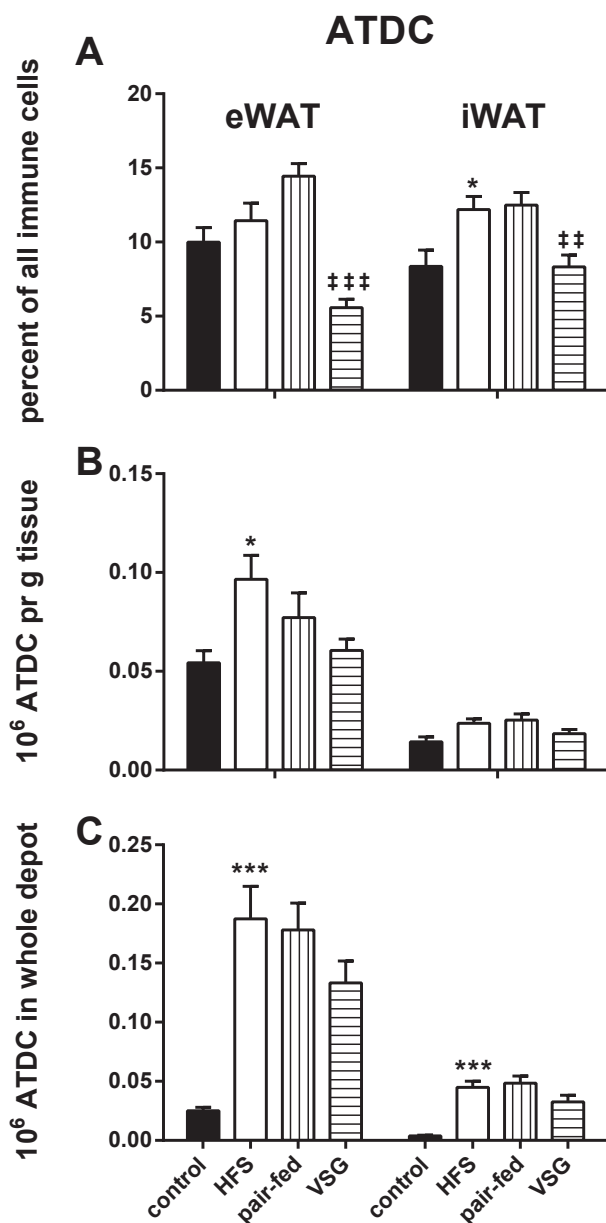 ATDC
A
percent of all immune cells
20
15
10
5
0
eWAT
iWAT
‡‡‡
*
‡‡
B
10⁶ ATDC pr g tissue
0.15
0.10
0.05
0.00
*
C
10⁶ ATDC in whole depot
0.25
0.20
0.15
0.10
0.05
0.00
***
***
control
HFS
pair-fed
VSG
control
HFS
pair-fed
VSG